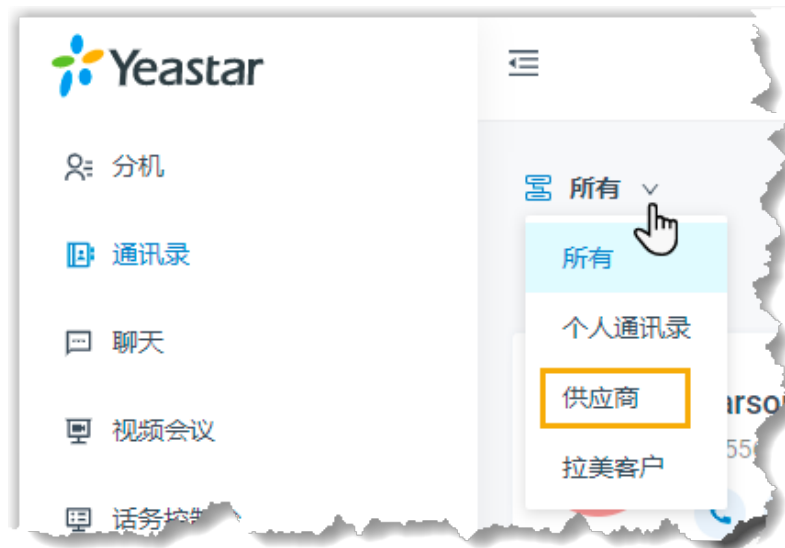 Yeastar
分机
通讯录
聊天
视频会议
所有
所有
个人通讯录
供应商
拉美客户